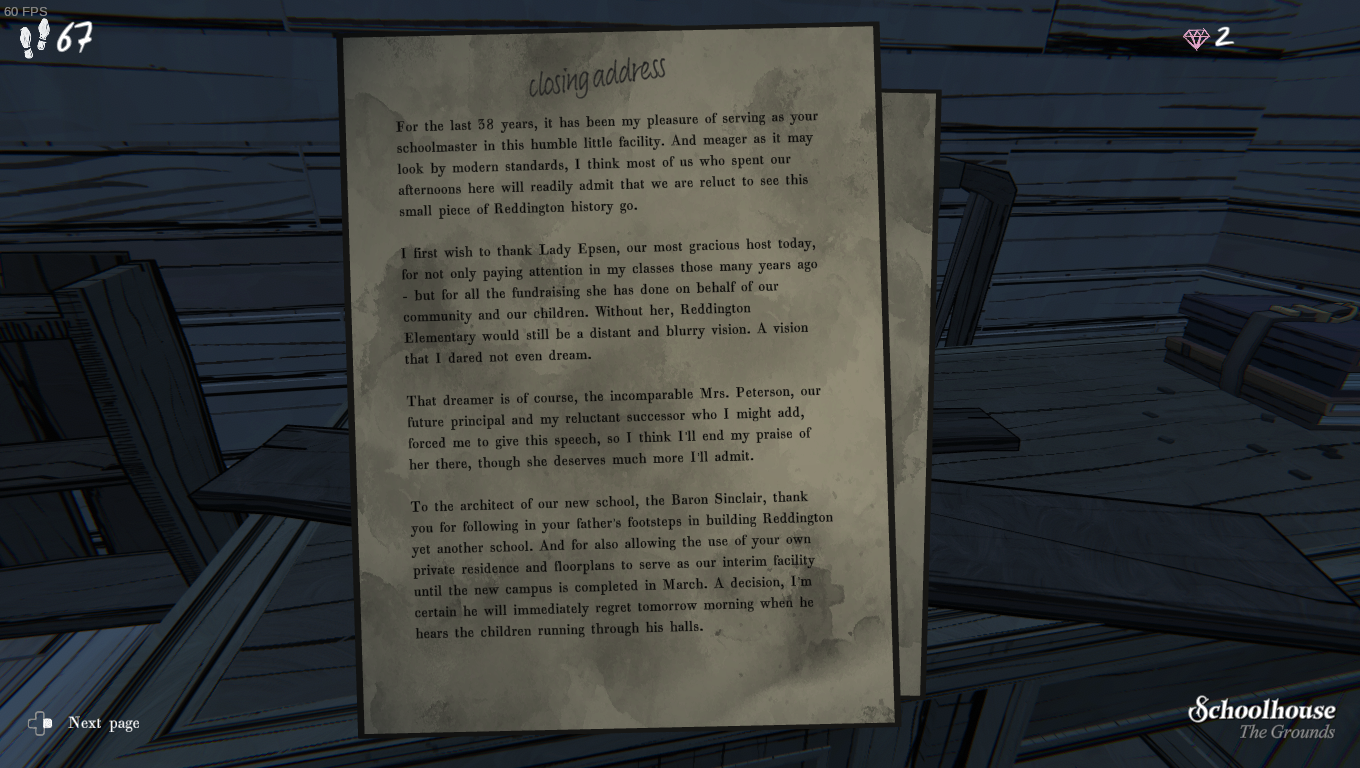 60 FPS
67
2
closing address
For the last 38 years, it has been my pleasure of serving as your
schoolmaster in this humble little facility. And meager as it may
look by modern standards, I think most of us who spent our
afternoons here will readily admit that we are reluct to see this
small piece of Reddington history go.
I first wish to thank Lady Epsen, our most gracious host today,
for not only paying attention in my classes those many years ago
- but for all the fundraising she has done on behalf of our
community and our children. Without her, Reddington
Elementary would still be a distant and blurry vision. A vision
that I dared not even dream.
That dreamer is of course, the incomparable Mrs. Peterson, our
future principal and my reluctant successor who I might add,
forced me to give this speech, so I think I'll end my praise of
her there, though she deserves much more I'll admit.
To the architect of our new school, the Baron Sinclair, thank
you for following in your father's footsteps in building Reddington
yet another school. And for also allowing the use of your own
private residence and floorplans to serve as our interim facility
until the new campus is completed in March. A decision, I'm
certain he will immediately regret tomorrow morning when he
hears the children running through his halls.
Next page
Schoolhouse
The Grounds